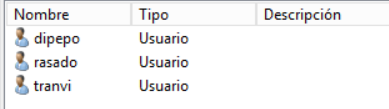 Nombre Tipo Descripción
dipepo Usuario
rasado Usuario
tranvi Usuario